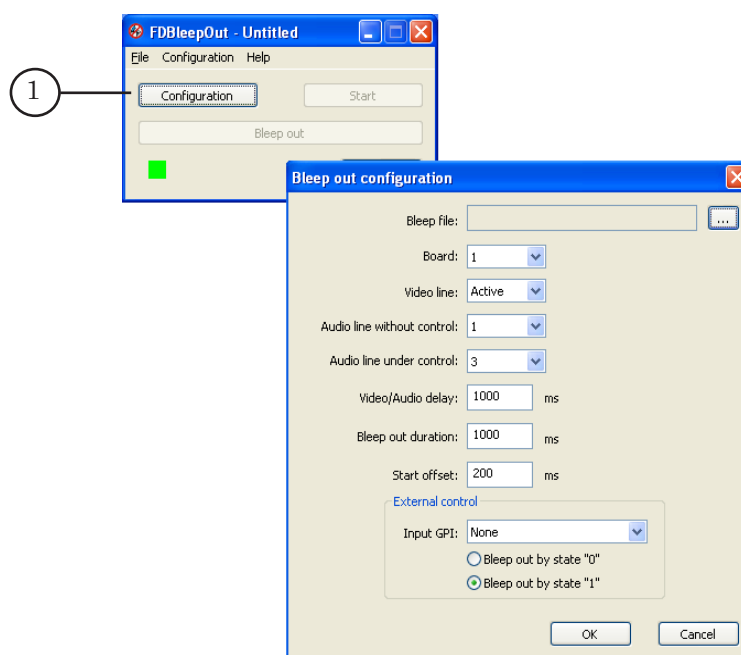 FDBleepOut - Untitled
File Configuration Help
1
Configuration Start
Bleep out
Bleep out configuration
Bleep file: ...
Board: 1
Video line: Active
Audio line without control: 1
Audio line under control: 3
Video/Audio delay: 1000 ms
Bleep out duration: 1000 ms
Start offset: 200 ms
External control
Input GPI: None
Bleep out by state "0"
Bleep out by state "1"
OK Cancel